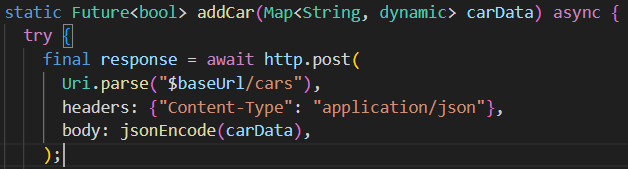 static Future<bool> addCar(Map<String, dynamic> carData) async {
  try {
    final response = await http.post(
      Uri.parse("$baseUrl/cars"),
      headers: {"Content-Type": "application/json"},
      body: jsonEncode(carData),
    );